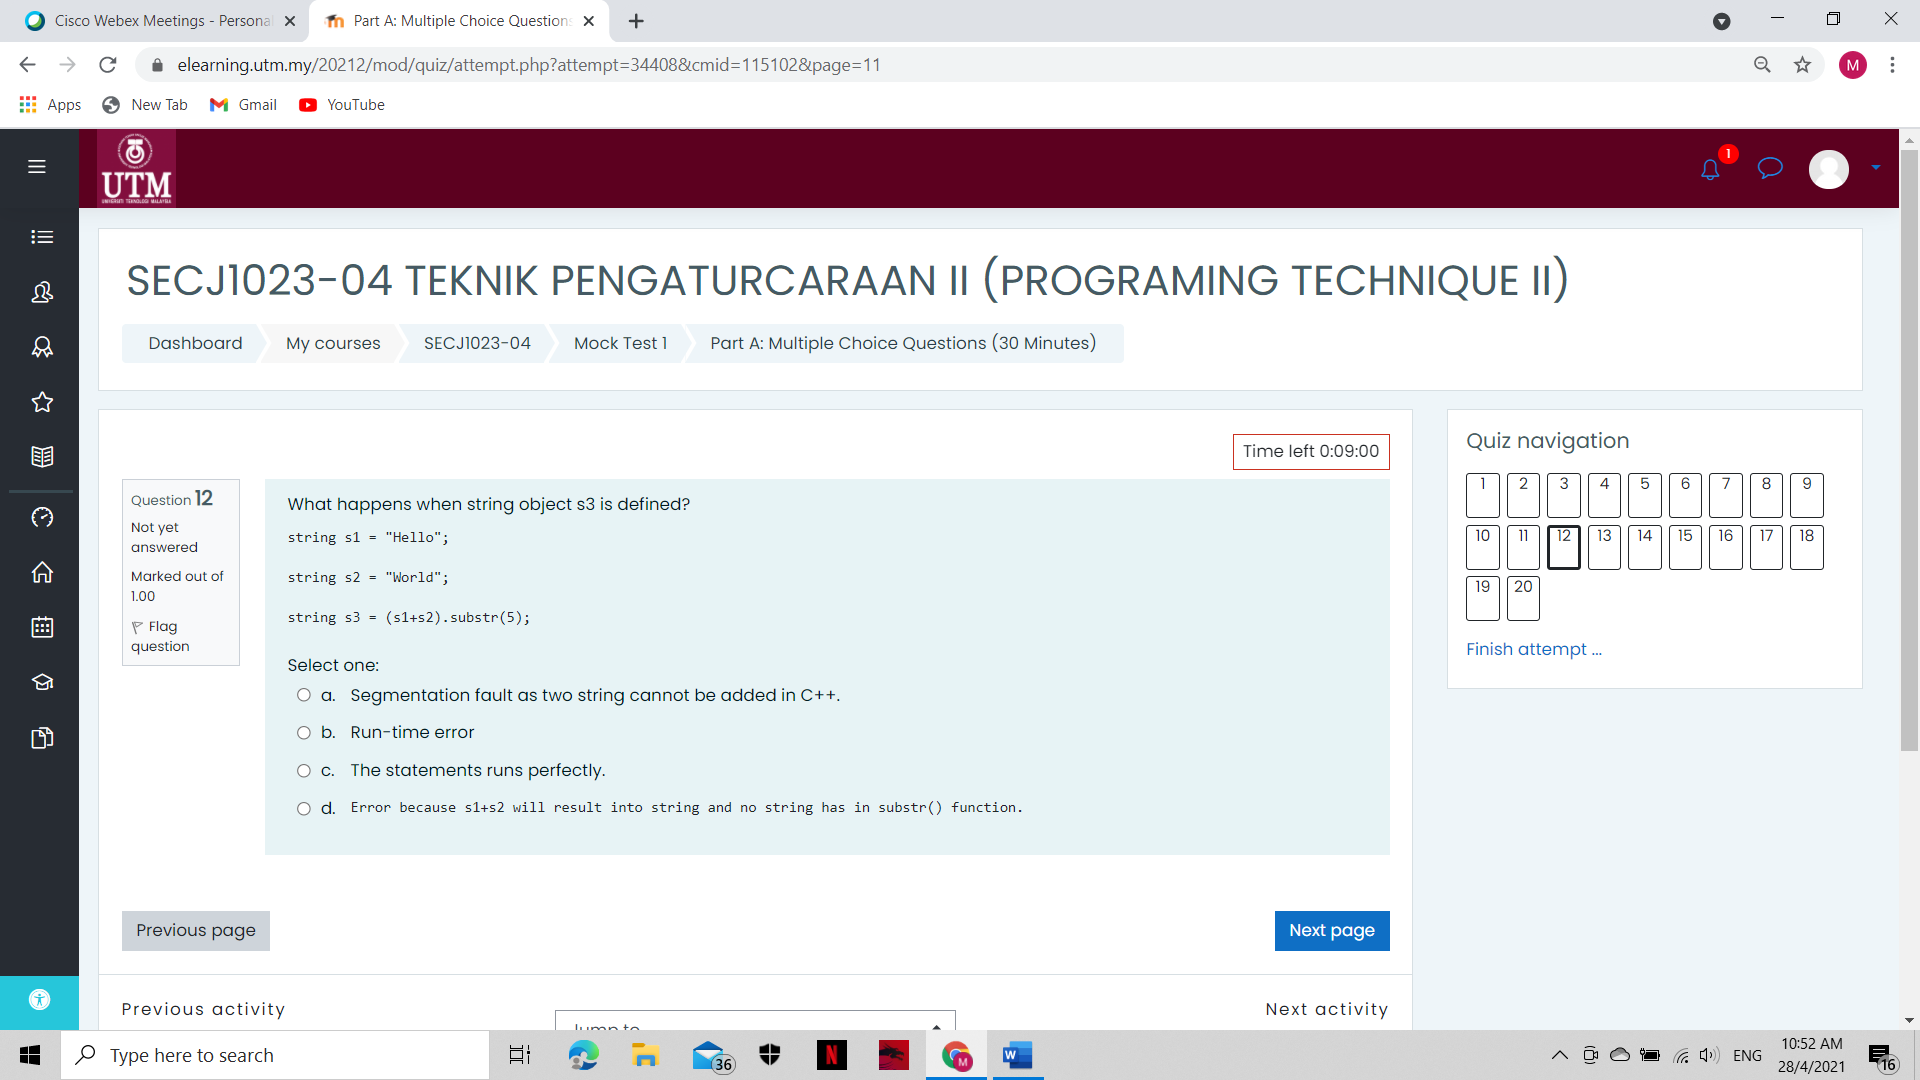 Cisco Webex Meetings - Persona
Part A: Multiple Choice Questions
elearning.utm.my/20212/mod/quiz/attempt.php?attempt=34408&cmid=115102&page=11
M
Apps
New Tab
Gmail
YouTube
UTM
UNIVERSITI TEKNOLOGI MALAYSIA
1
SECJ1023-04 TEKNIK PENGATURCARAAN II (PROGRAMING TECHNIQUE II)
Dashboard
My courses
SECJ1023-04
Mock Test 1
Part A: Multiple Choice Questions (30 Minutes)
Time left 0:09:00
Question 12
Not yet
answered
Marked out of
1.00
Flag
question
What happens when string object s3 is defined?
string s1 = "Hello";
string s2 = "World";
string s3 = (s1+s2).substr(5);
Select one:
a. Segmentation fault as two string cannot be added in C++.
b. Run-time error
c. The statements runs perfectly.
d. Error because s1+s2 will result into string and no string has in substr() function.
Quiz navigation
1 2 3 4 5 6 7 8 9
10 11 12 13 14 15 16 17 18
19 20
Finish attempt ...
Previous page
Next page
Previous activity
Next activity
Jump to
Type here to search
36
N
M
W
ENG
10:52 AM
28/4/2021
16